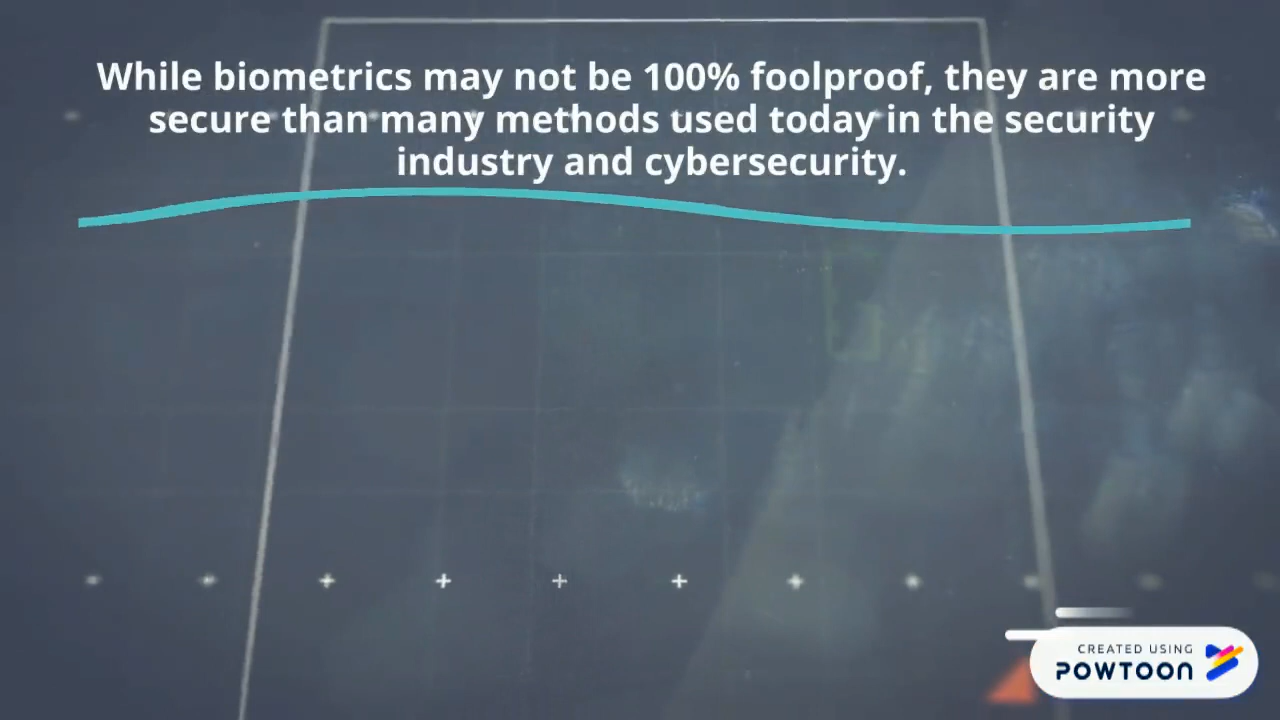 While biometrics may not be 100% foolproof, they are more
secure than many methods used today in the security
industry and cybersecurity.
CREATED USING
POWTOON